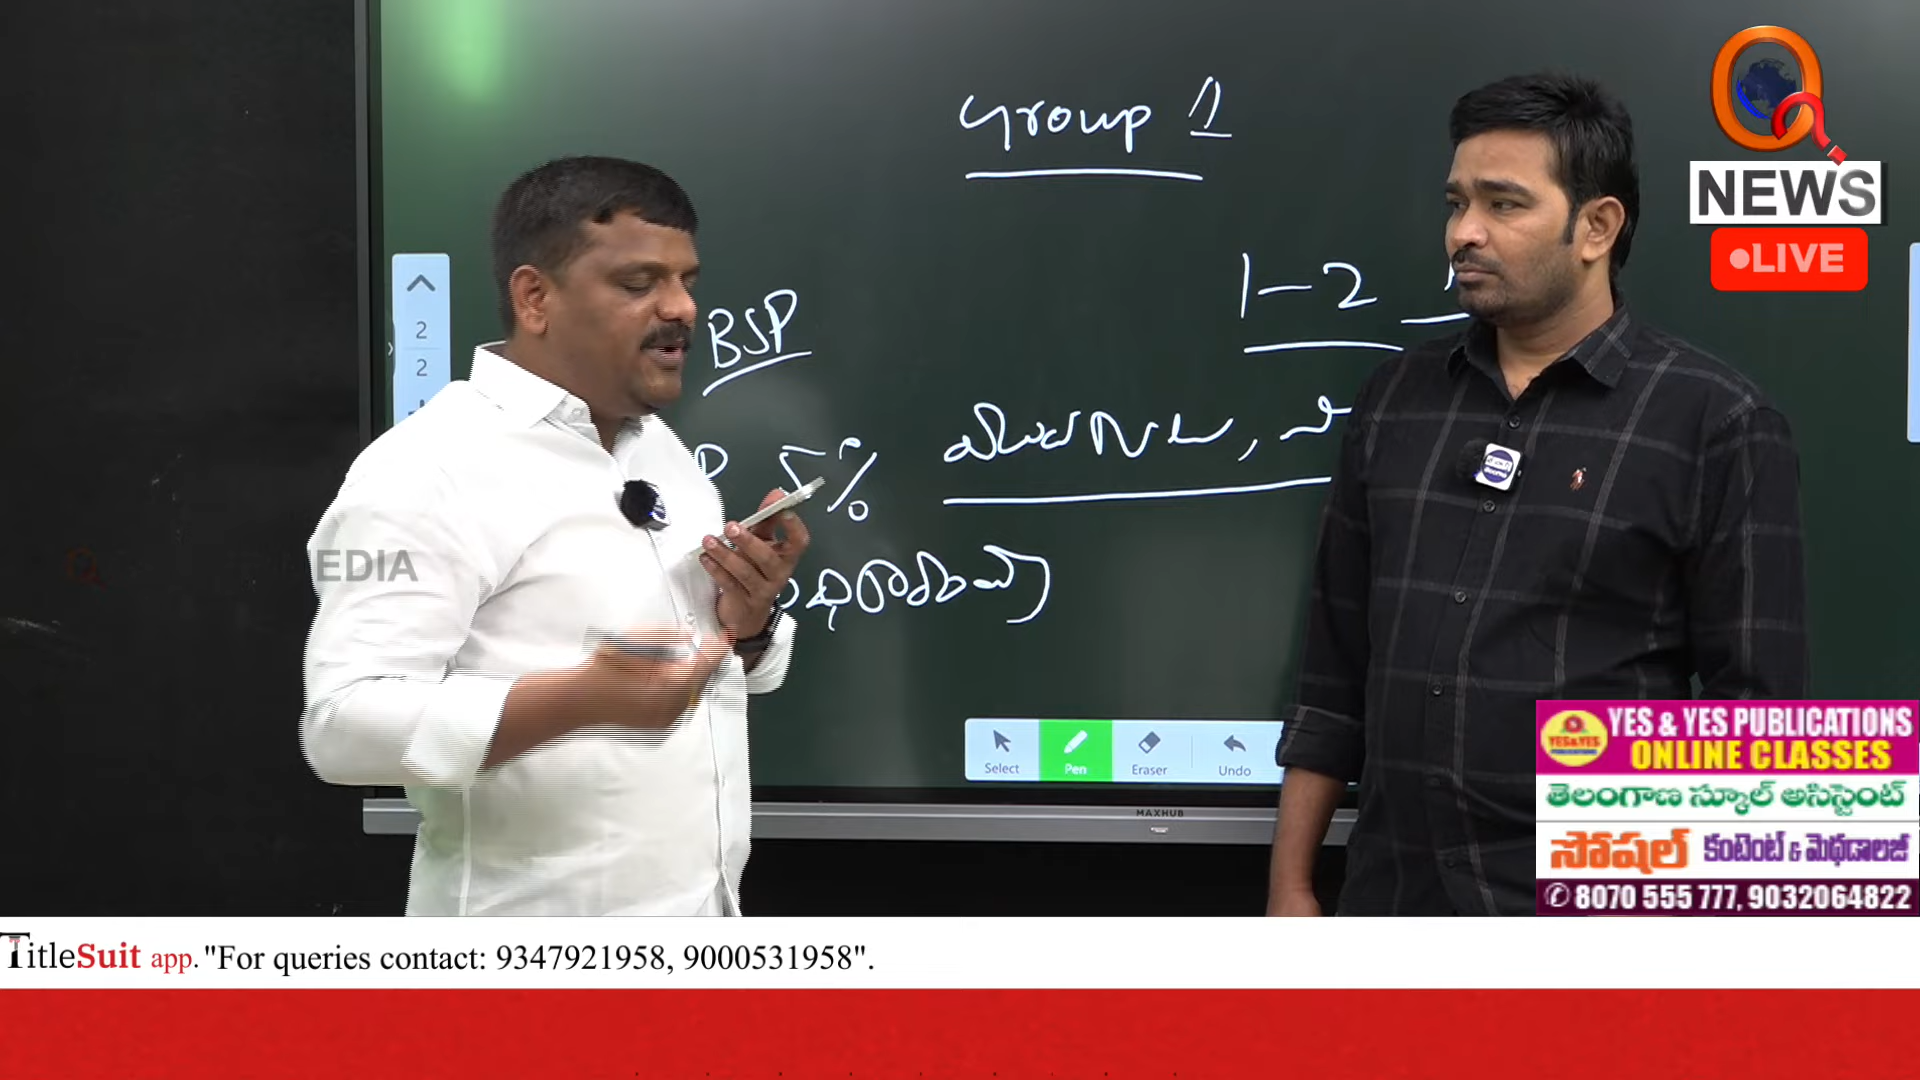 Group 1
NEWS
LIVE
1-2
BSP
2
2
5%
EDIA
Select
Pen
Eraser
Undo
MAXHUB
YES & YES PUBLICATIONS
ONLINE CLASSES
తెలంగాణ స్కూల్ అసిస్టెంట్
సోషల్ కంటెంట్ & మెథడాలజీ
8070 555 777, 9032064822
TitleSuit app. "For queries contact: 9347921958, 9000531958".